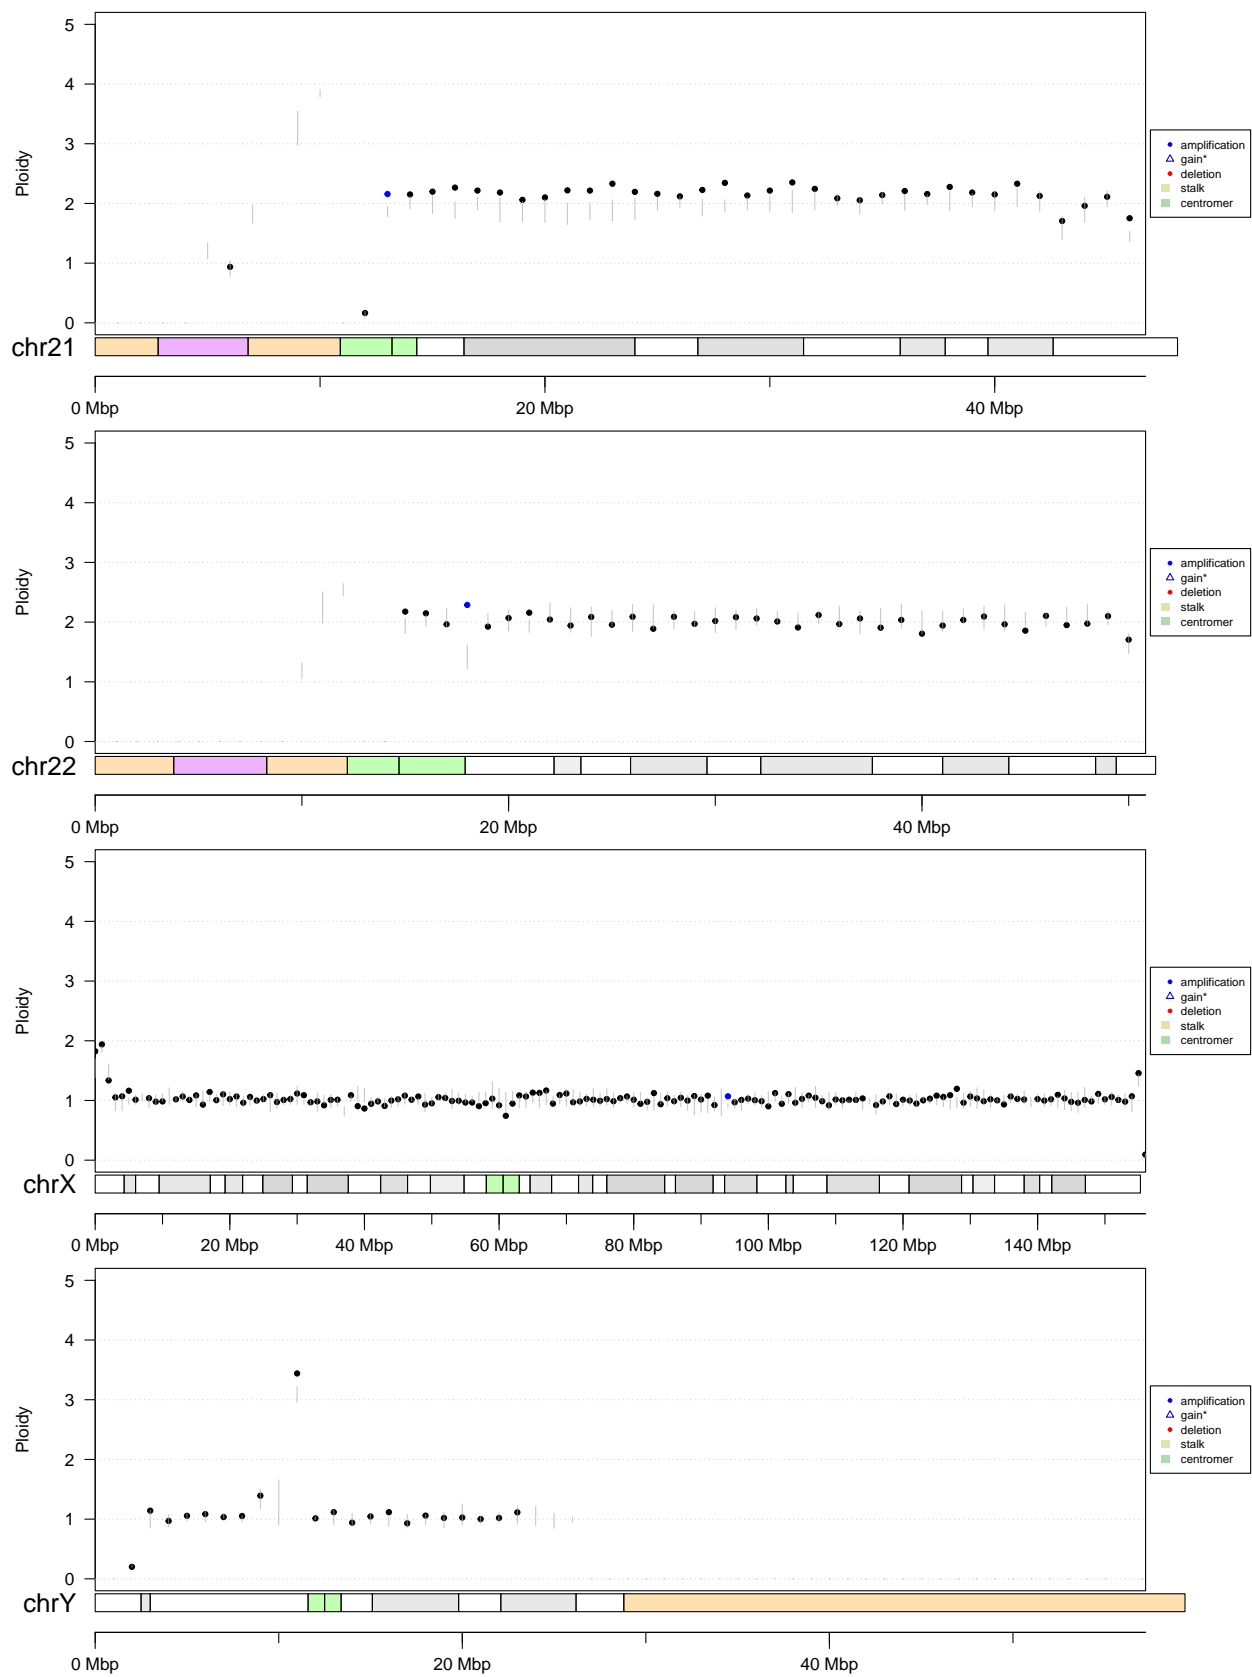 5
4
3
2
1
0
Ploidy
amplification
gain*
deletion
stalk
centromer
chr21
0 Mbp
20 Mbp
40 Mbp
5
4
3
2
1
0
Ploidy
amplification
gain*
deletion
stalk
centromer
chr22
0 Mbp
20 Mbp
40 Mbp
5
4
3
2
1
0
Ploidy
amplification
gain*
deletion
stalk
centromer
chrX
0 Mbp
20 Mbp
40 Mbp
60 Mbp
80 Mbp
100 Mbp
120 Mbp
140 Mbp
5
4
3
2
1
0
Ploidy
amplification
gain*
deletion
stalk
centromer
chrY
0 Mbp
20 Mbp
40 Mbp